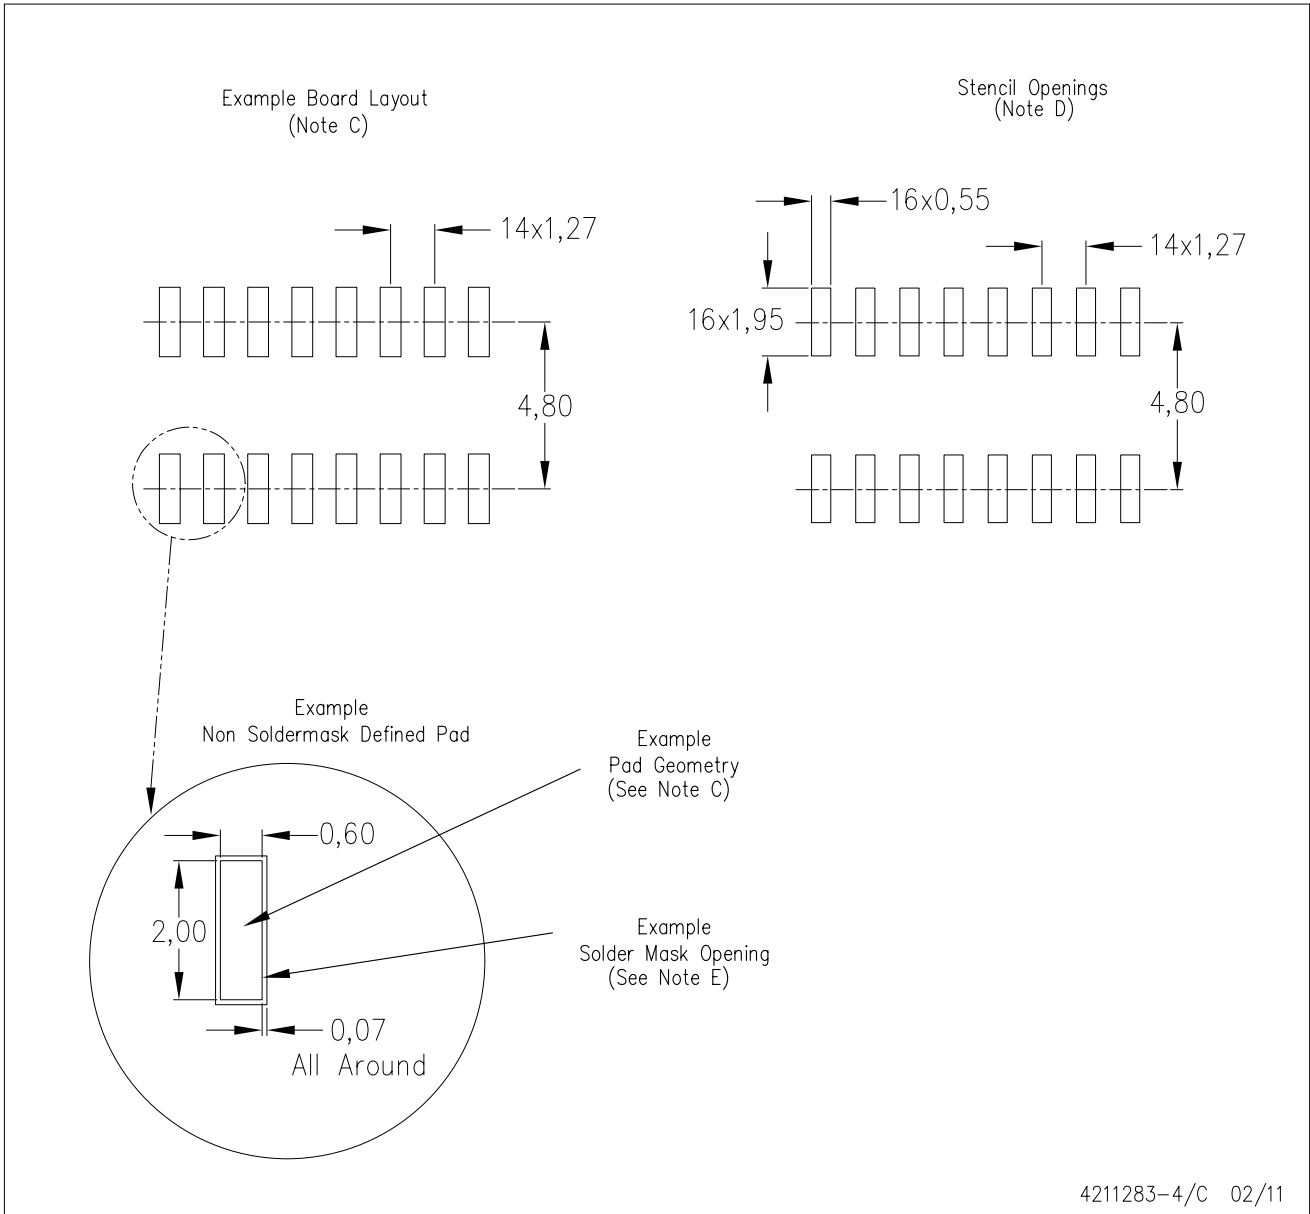 Example Board Layout
(Note C)
14x1,27
4,80
Stencil Openings
(Note D)
16x0,55
14x1,27
16x1,95
4,80
Example
Non Soldermask Defined Pad
0,60
2,00
0,07
All Around
Example
Pad Geometry
(See Note C)
Example
Solder Mask Opening
(See Note E)
4211283-4/C 02/11